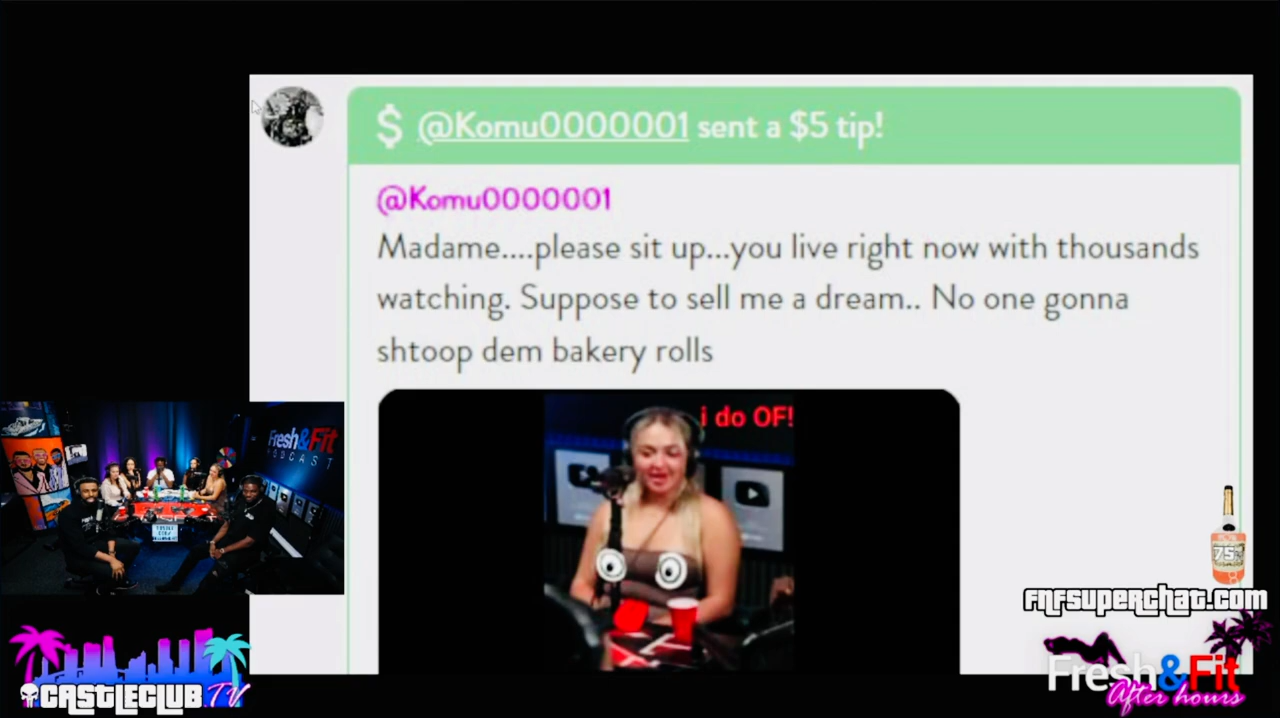 $ @Komu0000001 sent a $5 tip!
@Komu0000001
Madame....please sit up...you live right now with thousands
watching. Suppose to sell me a dream.. No one gonna
shtoop dem bakery rolls
i do OF!
Fresh&Fit
PODCAST
75
FNFSUPERCHAT.COM
CASTLECLUB.TV
Fresh&Fit
After hours